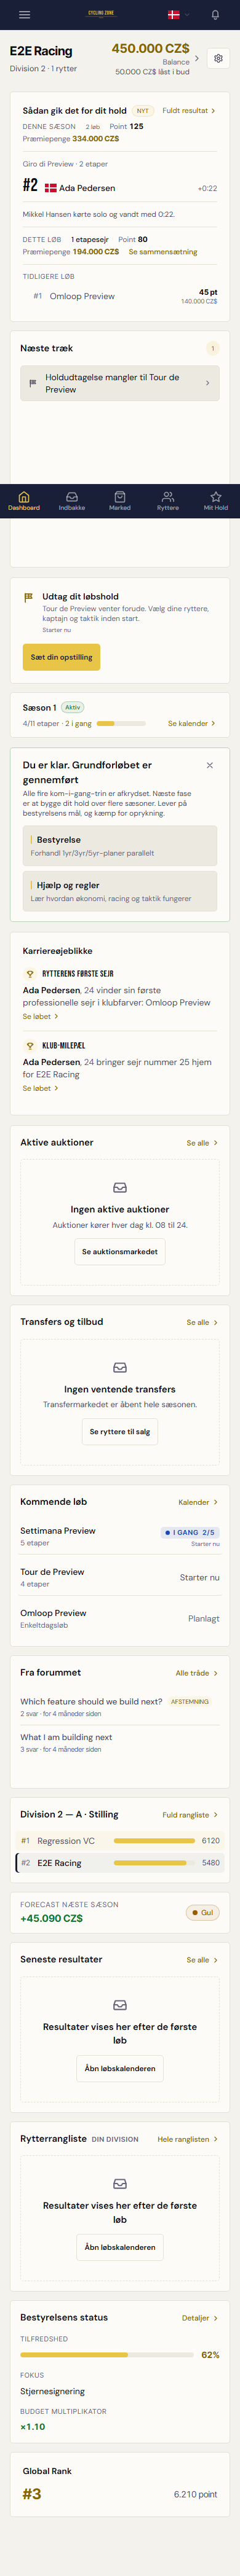 CYCLING ZONE
E2E Racing
Division 2 · 1 rytter
450.000 CZ$
Balance
50.000 CZ$ låst i bud
Sådan gik det for dit hold
NYT
Fuldt resultat
DENNE SÆSON 2 løb Point 125
Præmiepenge 334.000 CZ$
Giro di Preview · 2 etaper
#2 Ada Pedersen +0:22
Mikkel Hansen kørte solo og vandt med 0:22.
DETTE LØB 1 etapesejr Point 80
Præmiepenge 194.000 CZ$ Se sammensætning
TIDLIGERE LØB
#1 Omloop Preview
45 pt
140.000 CZ$
Næste træk
1
Holdudtagelse mangler til Tour de
Preview
Dashboard
Indbakke
Marked
Ryttere
Mit Hold
Udtag dit løbshold
Tour de Preview venter forude. Vælg dine ryttere,
kaptajn og taktik inden start.
Starter nu
Sæt din opstilling
Sæson 1
Aktiv
4/11 etaper · 2 i gang
Se kalender
Du er klar. Grundforløbet er
gennemført
Alle fire kom-i-gang-trin er afkrydset. Næste fase
er at bygge dit hold over flere sæsoner. Lever på
bestyrelsens mål, og kæmp for oprykning.
Bestyrelse
Forhandl 1yr/3yr/5yr-planer parallelt
Hjælp og regler
Lær hvordan økonomi, racing og taktik fungerer
Karriereøjeblikke
RYTTERENS FØRSTE SEJR
Ada Pedersen, 24 vinder sin første
professionelle sejr i klubfarver: Omloop Preview
Se løbet
KLUB-MILEPÆL
Ada Pedersen, 24 bringer sejr nummer 25 hjem
for E2E Racing
Se løbet
Aktive auktioner
Se alle
Ingen aktive auktioner
Auktioner kører hver dag kl. 08 til 24.
Se auktionsmarkedet
Transfers og tilbud
Se alle
Ingen ventende transfers
Transfermarkedet er åbent hele sæsonen.
Se ryttere til salg
Kommende løb
Kalender
Settimana Preview
5 etaper
I GANG 2/5
Starter nu
Tour de Preview
4 etaper
Starter nu
Omloop Preview
Enkeltdagsløb
Planlagt
Fra forummet
Alle tråde
Which feature should we build next? AFSTEMNING
2 svar · for 4 måneder siden
What I am building next
3 svar · for 4 måneder siden
Division 2 — A · Stilling
Fuld rangliste
#1 Regression VC 6120
#2 E2E Racing 5480
FORECAST NÆSTE SÆSON
+45.090 CZ$
Gul
Seneste resultater
Se alle
Resultater vises her efter de første
løb
Åbn løbskalenderen
Rytterrangliste DIN DIVISION
Hele ranglisten
Resultater vises her efter de første
løb
Åbn løbskalenderen
Bestyrelsens status
Detaljer
TILFREDSHED
62%
FOKUS
Stjernesignering
BUDGET MULTIPLIKATOR
×1.10
Global Rank
#3
6.210 point